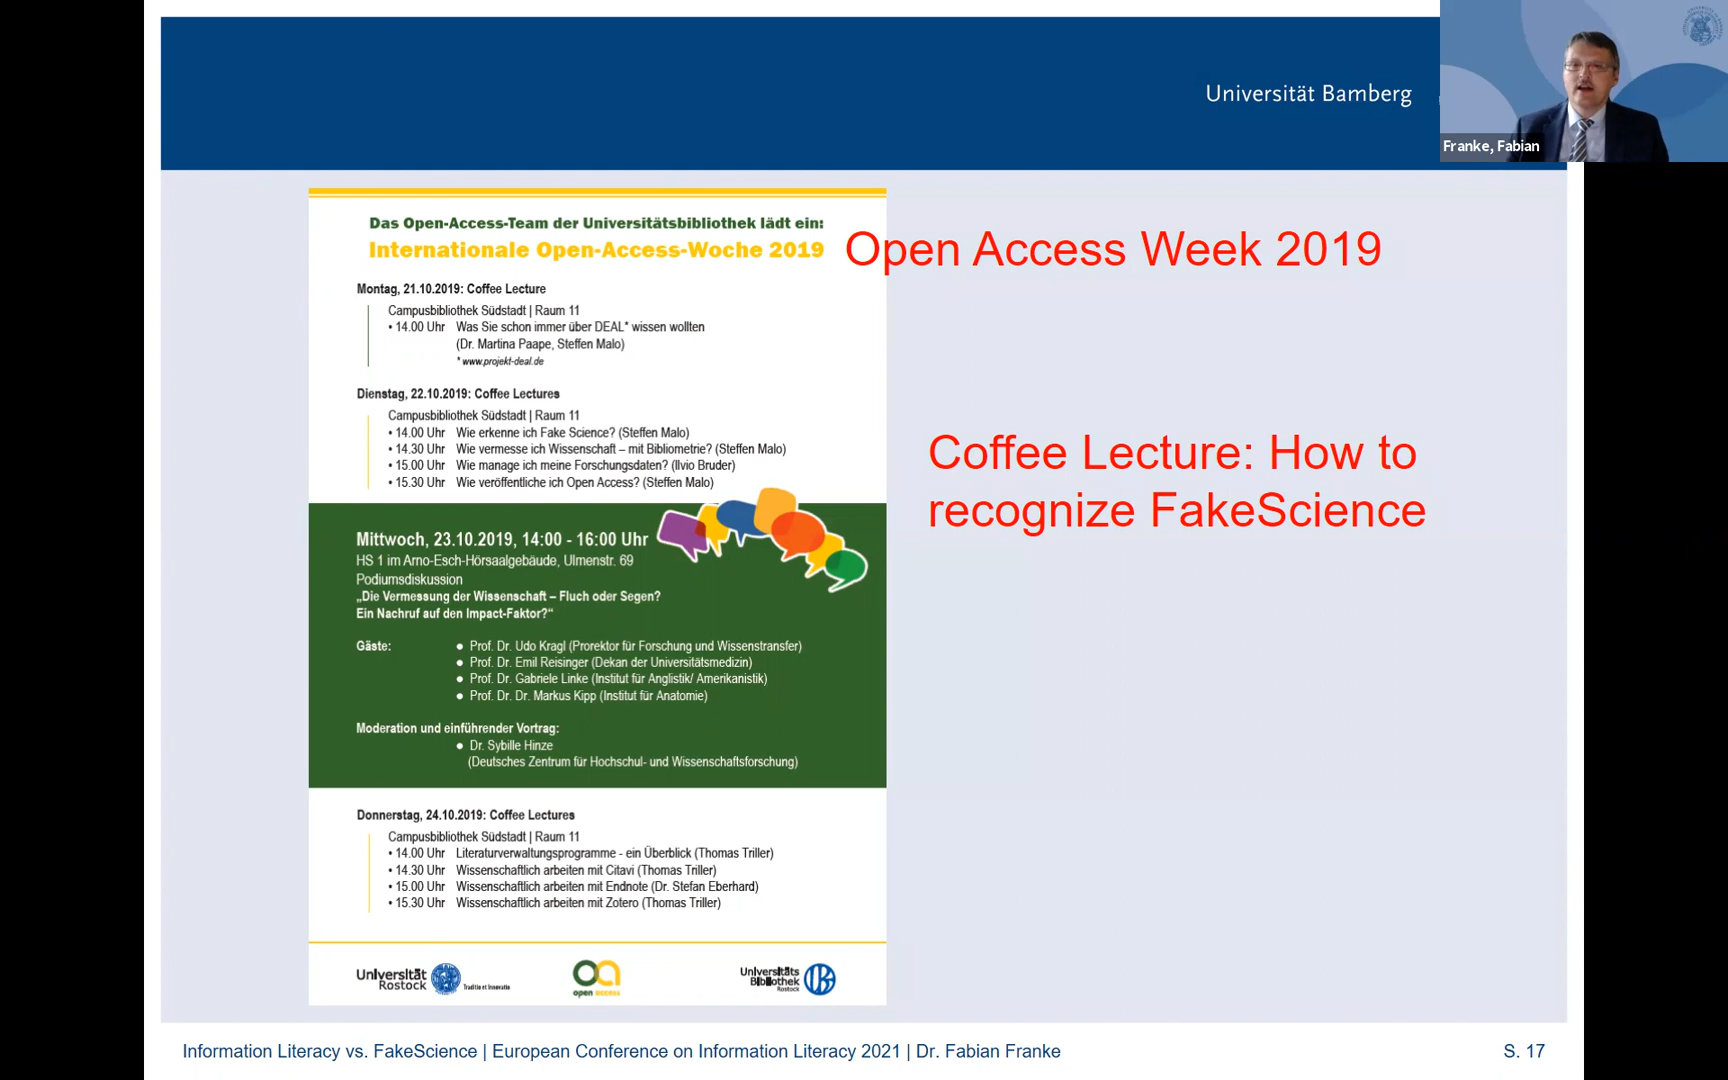 Universität Bamberg
Franke, Fabian
Das Open-Access-Team der Universitätsbibliothek lädt ein:
Internationale Open-Access-Woche 2019
Open Access Week 2019
Montag, 21.10.2019: Coffee Lecture
Campusbibliothek Südstadt | Raum 11
• 14.00 Uhr Was Sie schon immer über DEAL* wissen wollten
(Dr. Martina Paape, Steffen Malo)
* www.projekt-deal.de
Dienstag, 22.10.2019: Coffee Lectures
Campusbibliothek Südstadt | Raum 11
• 14.00 Uhr Wie erkenne ich Fake Science? (Steffen Malo)
• 14.30 Uhr Wie vermesse ich Wissenschaft – mit Bibliometrie? (Steffen Malo)
• 15.00 Uhr Wie manage ich meine Forschungsdaten? (Ilvio Bruder)
• 15.30 Uhr Wie veröffentliche ich Open Access? (Steffen Malo)
Coffee Lecture: How to
recognize FakeScience
Mittwoch, 23.10.2019, 14:00 - 16:00 Uhr
HS 1 im Arno-Esch-Hörsaalgebäude, Ulmenstr. 69
Podiumsdiskussion
„Die Vermessung der Wissenschaft – Fluch oder Segen?
Ein Nachruf auf den Impact-Faktor?“
Gäste:
● Prof. Dr. Udo Kragl (Prorektor für Forschung und Wissenstransfer)
● Prof. Dr. Emil Reisinger (Dekan der Universitätsmedizin)
● Prof. Dr. Gabriele Linke (Institut für Anglistik/ Amerikanistik)
● Prof. Dr. Dr. Markus Kipp (Institut für Anatomie)
Moderation und einführender Vortrag:
● Dr. Sybille Hinze
(Deutsches Zentrum für Hochschul- und Wissenschaftsforschung)
Donnerstag, 24.10.2019: Coffee Lectures
Campusbibliothek Südstadt | Raum 11
• 14.00 Uhr Literaturverwaltungsprogramme - ein Überblick (Thomas Triller)
• 14.30 Uhr Wissenschaftlich arbeiten mit Citavi (Thomas Triller)
• 15.00 Uhr Wissenschaftlich arbeiten mit Endnote (Dr. Stefan Eberhard)
• 15.30 Uhr Wissenschaftlich arbeiten mit Zotero (Thomas Triller)
Universität
Rostock
Traditio et Innovatio
open access
Universitäts
Bibliothek
Rostock
Information Literacy vs. FakeScience | European Conference on Information Literacy 2021 | Dr. Fabian Franke
S. 17